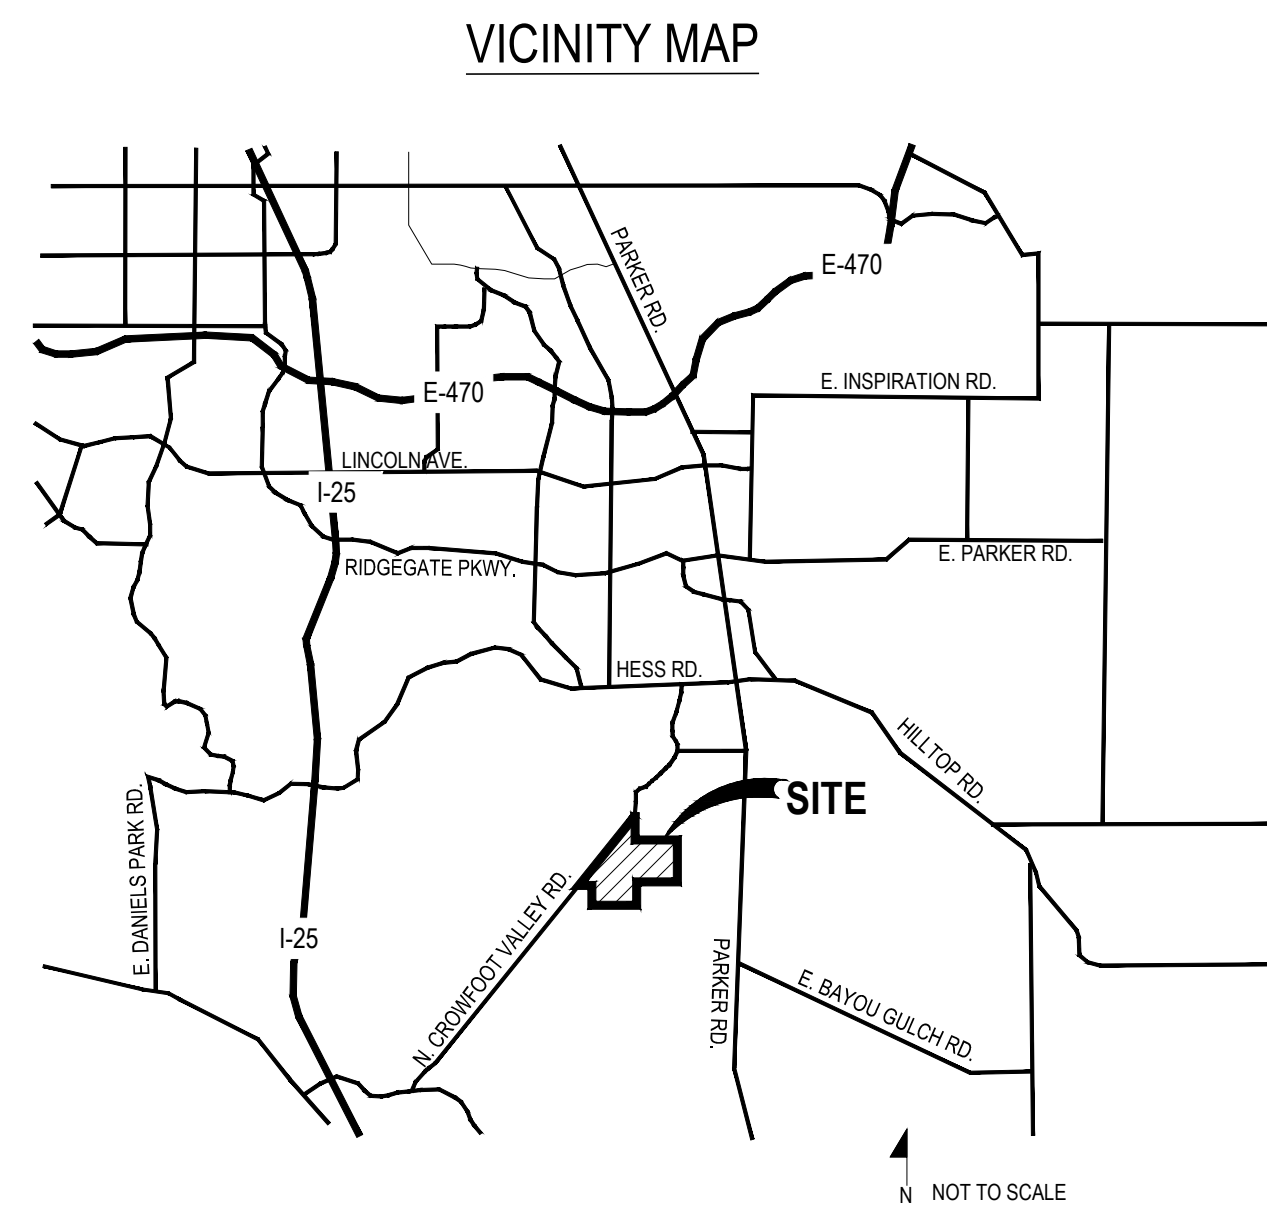 VICINITY MAP
PARKER RD.
E-470
E. INSPIRATION RD.
E-470
LINCOLN AVE.
I-25
E. PARKER RD.
RIDGEGATE PKWY.
HESS RD.
HILLTOP RD.
SITE
E. DANIELS PARK RD.
N. CROWFOOT VALLEY RD.
I-25
PARKER RD.
E. BAYOU GULCH RD.
N
NOT TO SCALE